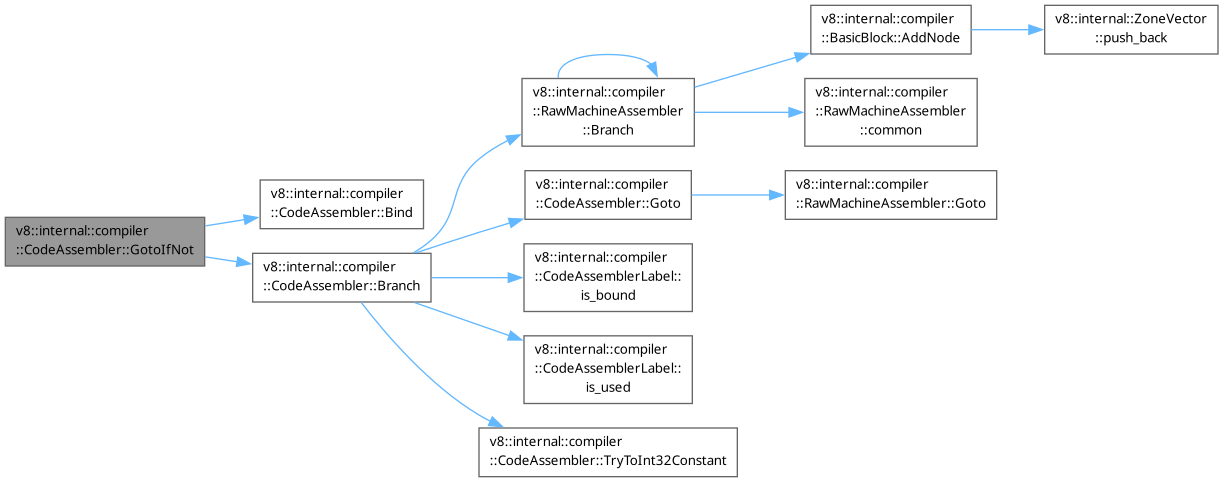 v8::internal::compiler
::CodeAssembler::GotoIfNot
v8::internal::compiler
::CodeAssembler::Bind
v8::internal::compiler
::CodeAssembler::Branch
v8::internal::compiler
::RawMachineAssembler
::Branch
v8::internal::compiler
::BasicBlock::AddNode
v8::internal::ZoneVector
::push_back
v8::internal::compiler
::RawMachineAssembler
::common
v8::internal::compiler
::CodeAssembler::Goto
v8::internal::compiler
::RawMachineAssembler::Goto
v8::internal::compiler
::CodeAssemblerLabel::
is_bound
v8::internal::compiler
::CodeAssemblerLabel::
is_used
v8::internal::compiler
::CodeAssembler::TryToInt32Constant